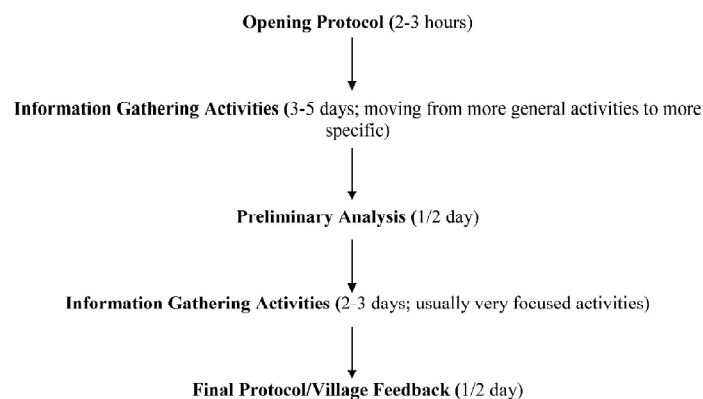 Opening Protocol (2-3 hours)
Information Gathering Activities (3-5 days; moving from more general activities to more
specific)
Preliminary Analysis (1/2 day)
Information Gathering Activities (2-3 days; usually very focused activities)
Final Protocol/Village Feedback (1/2 day)